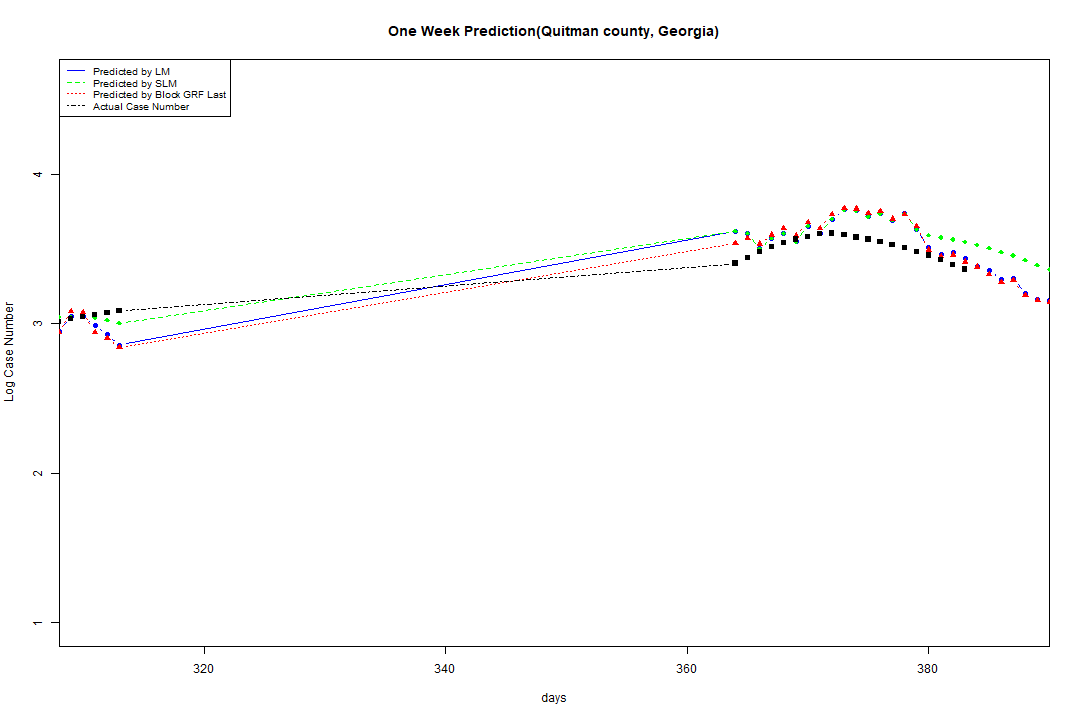 One Week Prediction(Quitman county, Georgia)
Predicted by LM
Predicted by SLM
Predicted by Block GRF Last
Actual Case Number
4
3
2
1
Log Case Number
320 340 360 380
days